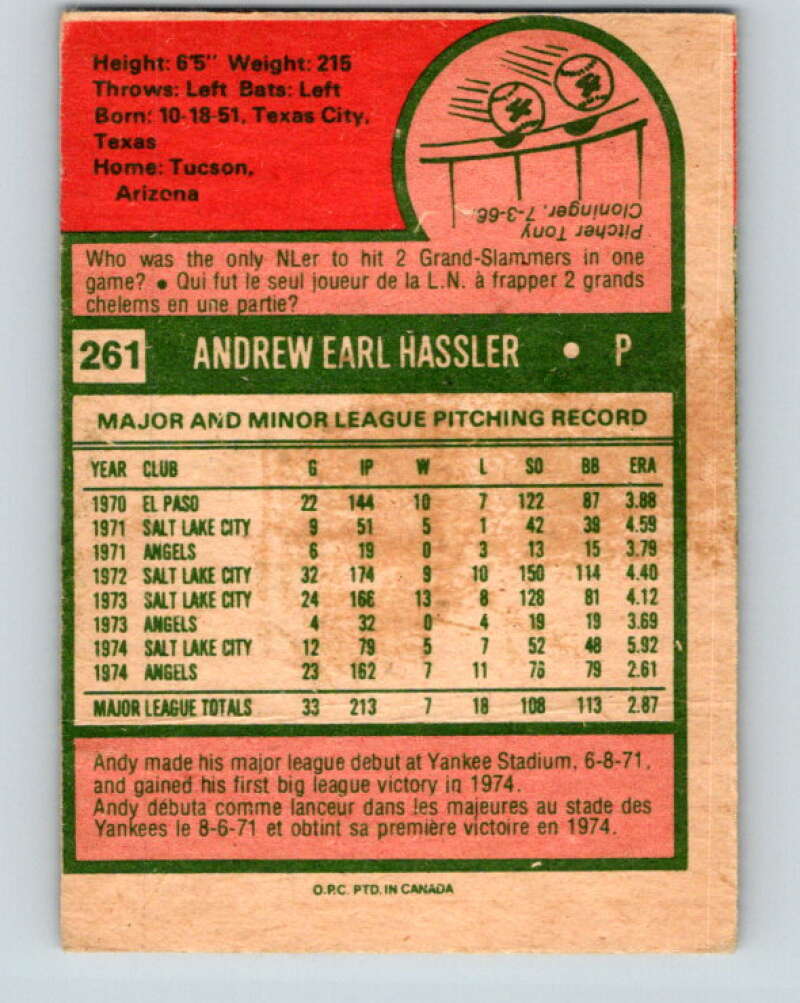 Height: 6'5" Weight: 215
Throws: Left Bats: Left
Born: 10-18-51, Texas City,
Texas
Home: Tucson,
Arizona
4 4
Pitcher Tony
Cloninger, 7-3-66.
Who was the only NLer to hit 2 Grand-Slammers in one
game? • Qui fut le seul joueur de la L.N. à frapper 2 grands
chelems en une partie?
261 ANDREW EARL HASSLER • P
MAJOR AND MINOR LEAGUE PITCHING RECORD
YEAR CLUB G IP W L SO BB ERA
1970 EL PASO 22 144 10 7 122 87 3.88
1971 SALT LAKE CITY 9 51 5 1 42 39 4.59
1971 ANGELS 6 19 0 3 13 15 3.79
1972 SALT LAKE CITY 32 174 9 10 150 114 4.40
1973 SALT LAKE CITY 24 166 13 8 128 81 4.12
1973 ANGELS 4 32 0 4 19 19 3.69
1974 SALT LAKE CITY 12 79 5 7 52 48 5.92
1974 ANGELS 23 162 7 11 76 79 2.61
MAJOR LEAGUE TOTALS 33 213 7 18 108 113 2.87
Andy made his major league debut at Yankee Stadium, 6-8-71,
and gained his first big league victory in 1974.
Andy débuta comme lanceur dans les majeures au stade des
Yankees le 8-6-71 et obtint sa première victoire en 1974.
O.P.C. PTD. IN CANADA